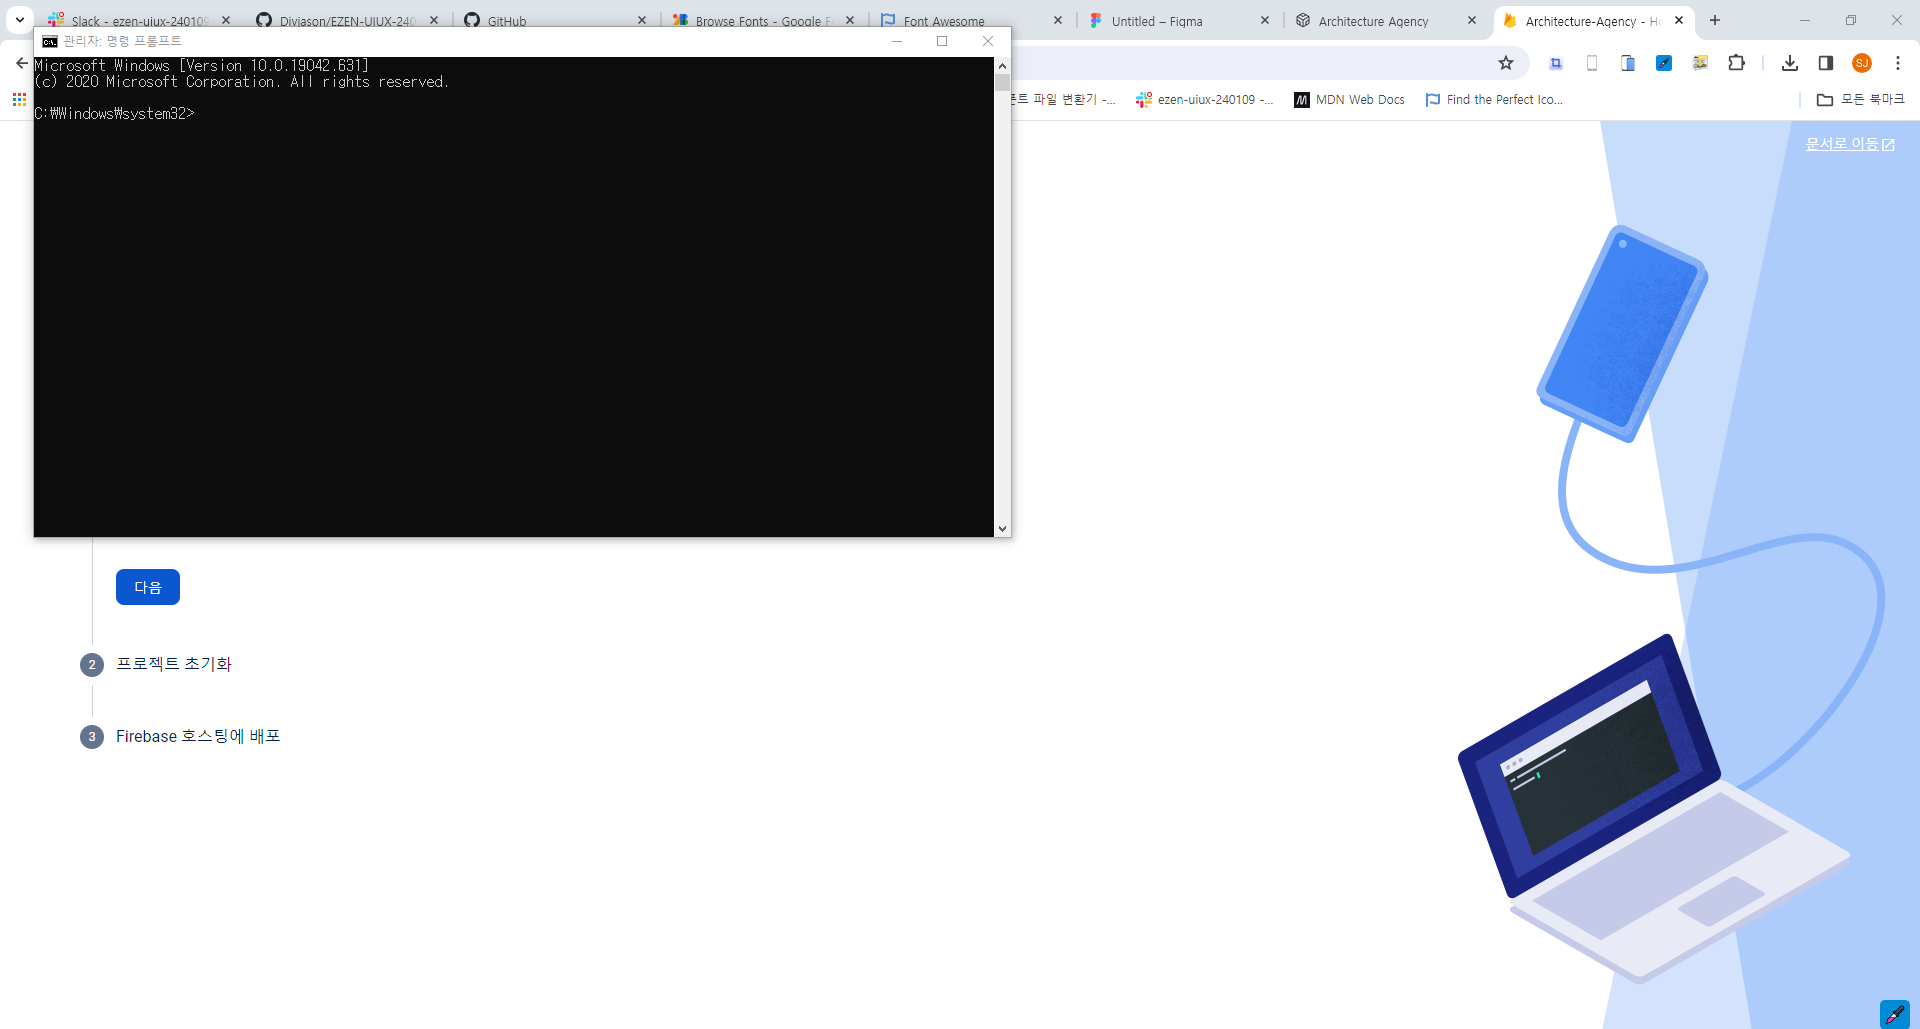 Slack - ezen-uiux-240109
Diviason/EZEN-UIUX-240
GitHub
Browse Fonts - Google F
Font Awesome
Untitled – Figma
Architecture Agency
Architecture-Agency - Ho
관리자: 명령 프롬프트
Microsoft Windows [Version 10.0.19042.631]
(c) 2020 Microsoft Corporation. All rights reserved.
C:₩Windows₩system32>
SJ
파일 변환기 -...
ezen-uiux-240109 -...
M
MDN Web Docs
Find the Perfect Ico...
모든 북마크
문서로 이동
다음
2 프로젝트 초기화
3 Firebase 호스팅에 배포